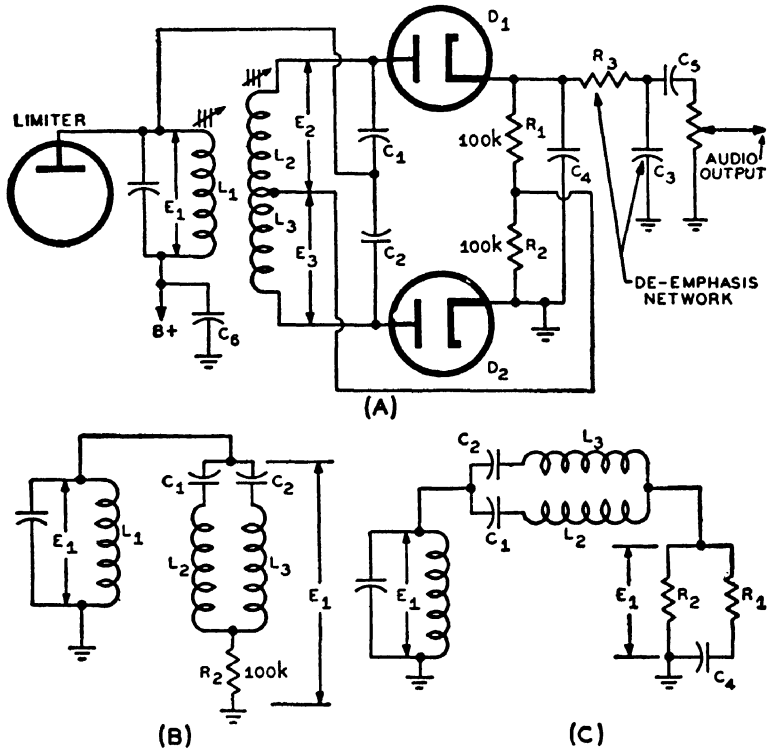 D1
LIMITER
E1
L1
B+
C6
L2
L3
E2
E3
C1
C2
D2
R1
100k
R2
100k
C4
R3
C5
C3
AUDIO
OUTPUT
DE-EMPHASIS
NETWORK
(A)
E1
L1
C1
C2
L2
L3
R2 100k
E1
(B)
C2
L3
C1
L2
E1
E1
R2
R1
C4
(C)